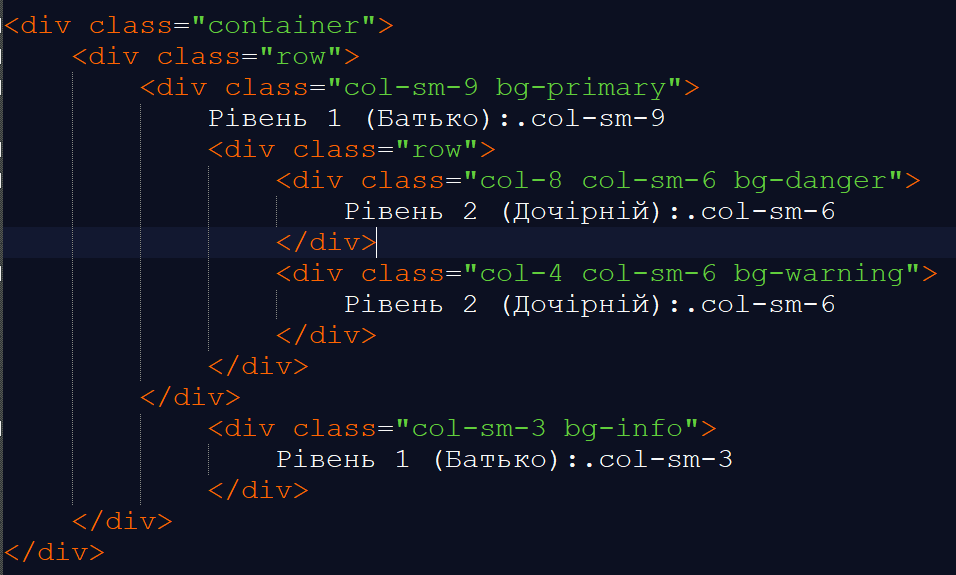 <div class="container">
<div class="row">
<div class="col-sm-9 bg-primary">
Рівень 1 (Батько):.col-sm-9
<div class="row">
<div class="col-8 col-sm-6 bg-danger">
Рівень 2 (Дочірній):.col-sm-6
</div>
<div class="col-4 col-sm-6 bg-warning">
Рівень 2 (Дочірній):.col-sm-6
</div>
</div>
</div>
<div class="col-sm-3 bg-info">
Рівень 1 (Батько):.col-sm-3
</div>
</div>
</div>